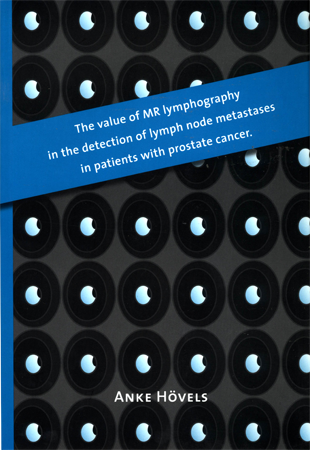 The value of MR lymphography
in the detection of lymph node metastases
in patients with prostate cancer.
ANKE HÖVELS